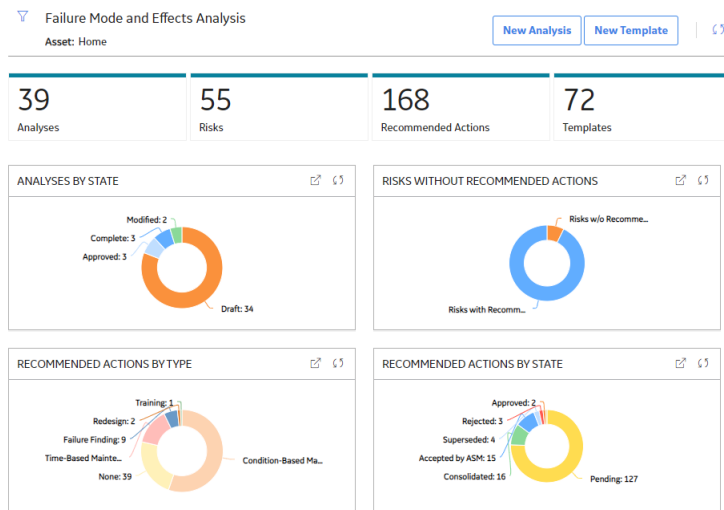 Failure Mode and Effects Analysis
Asset: Home
New Analysis
New Template
39
Analyses
55
Risks
168
Recommended Actions
72
Templates
ANALYSES BY STATE
Modified: 2
Complete: 3
Approved: 3
Draft: 34
RISKS WITHOUT RECOMMENDED ACTIONS
Risks w/o Recomme...
Risks with Recomm...
RECOMMENDED ACTIONS BY TYPE
Training: 1
Redesign: 2
Failure Finding: 9
Time-Based Mainte...
None: 39
Condition-Based Ma...
RECOMMENDED ACTIONS BY STATE
Approved: 2
Rejected: 3
Superseded: 4
Accepted by ASM: 15
Consolidated: 16
Pending: 127